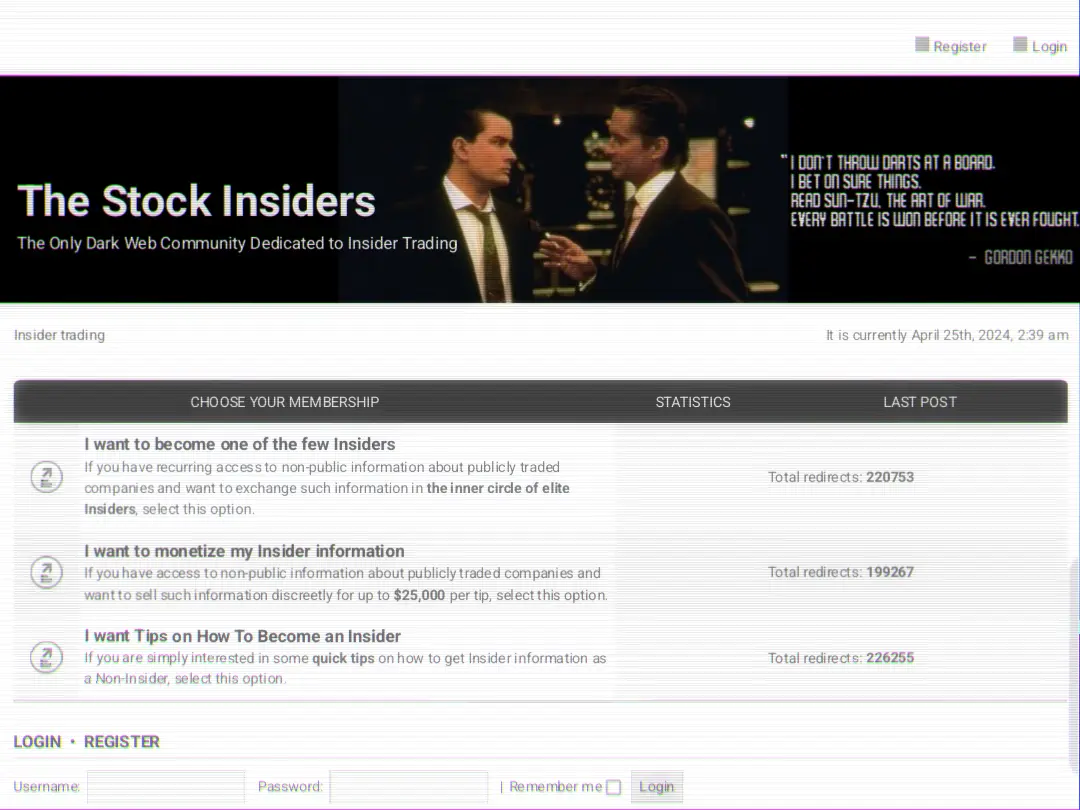 Register Login
" I DON'T THROW DARTS AT A BOARD.
I BET ON SURE THINGS.
READ SUN-TZU, THE ART OF WAR.
EVERY BATTLE IS WON BEFORE IT IS EVER FOUGHT.
- GORDON GEKKO
The Stock Insiders
The Only Dark Web Community Dedicated to Insider Trading
Insider trading It is currently April 25th, 2024, 2:39 am
CHOOSE YOUR MEMBERSHIP STATISTICS LAST POST
I want to become one of the few Insiders
If you have recurring access to non-public information about publicly traded
companies and want to exchange such information in the inner circle of elite
Insiders, select this option.
Total redirects: 220753
I want to monetize my Insider information
If you have access to non-public information about publicly traded companies and
want to sell such information discreetly for up to $25,000 per tip, select this option.
Total redirects: 199267
I want Tips on How To Become an Insider
If you are simply interested in some quick tips on how to get Insider information as
a Non-Insider, select this option.
Total redirects: 226255
LOGIN • REGISTER
Username: Password: | Remember me Login